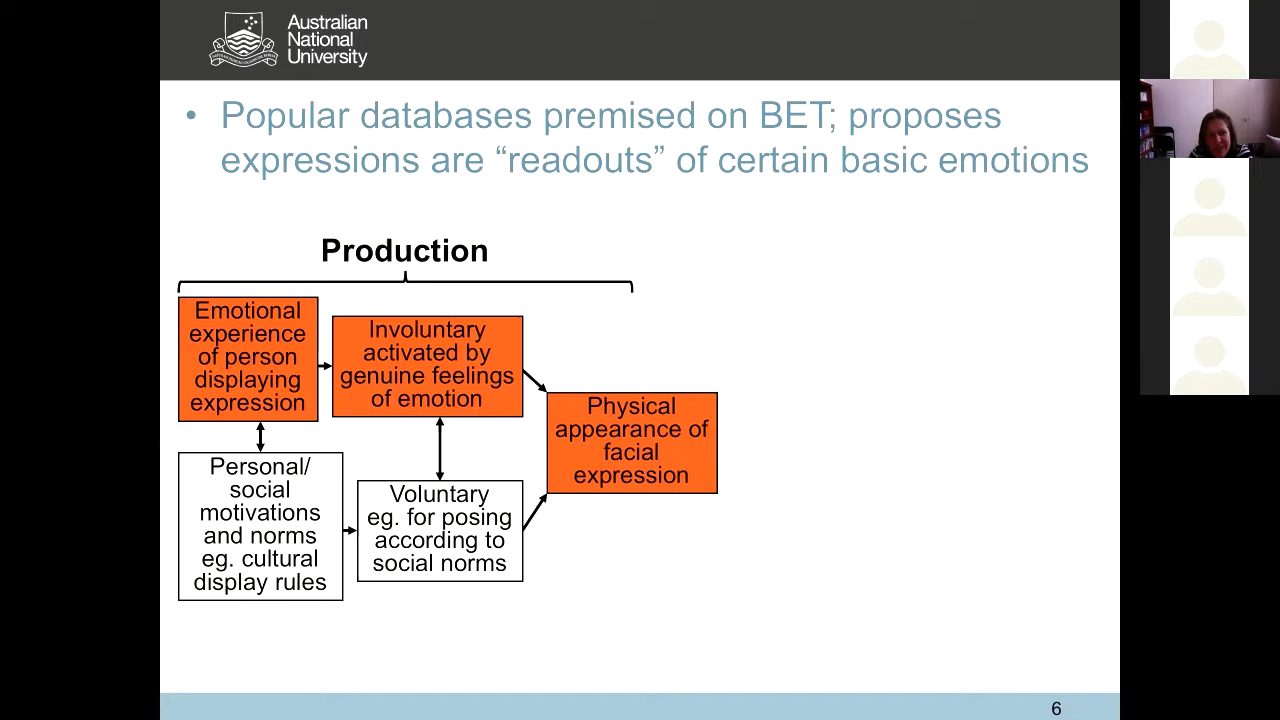 Australian
National
University
• Popular databases premised on BET; proposes
expressions are “readouts” of certain basic emotions
Production
Emotional
experience
of person
displaying
expression
Involuntary
activated by
genuine feelings
of emotion
Physical
appearance of
facial
expression
Personal/
social
motivations
and norms
eg. cultural
display rules
Voluntary
eg. for posing
according to
social norms
6